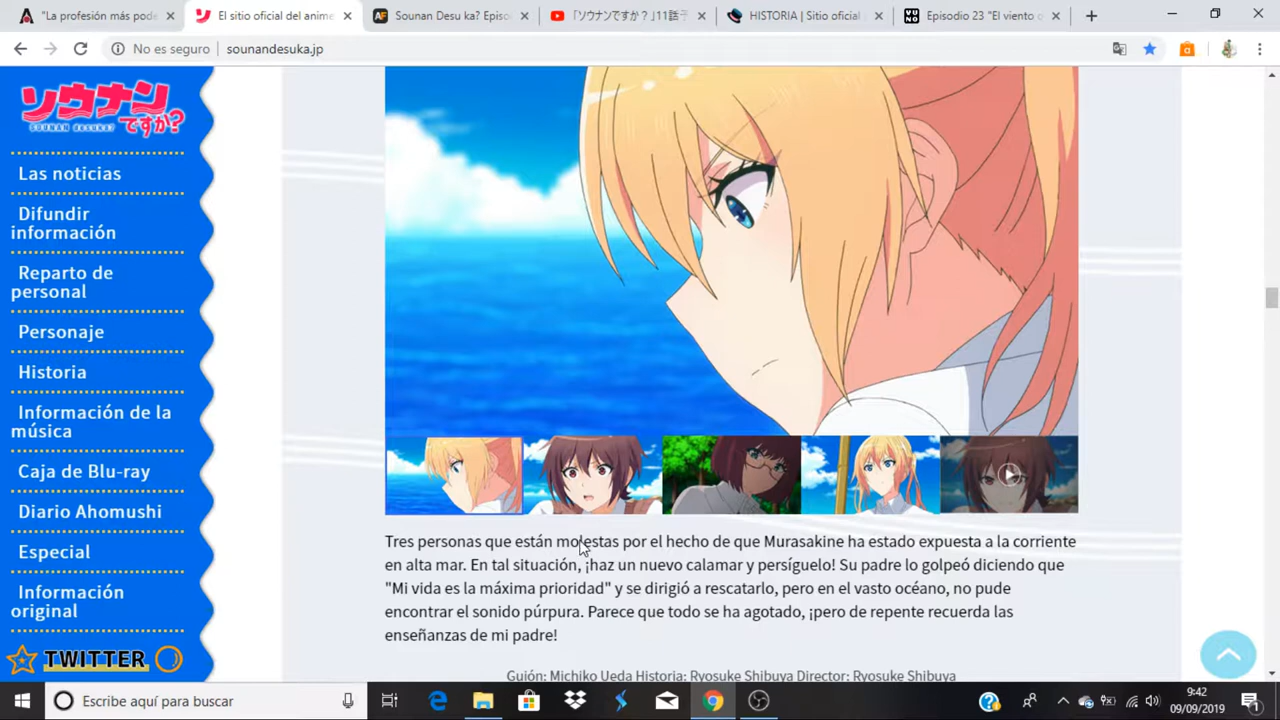 "La profesión más pode
El sitio oficial del anime
Sounan Desu ka? Episo
「ソウナンですか？」11話予
HISTORIA | Sitio oficial
Episodio 23 "El viento o
No es seguro
sounandesuka.jp
ソウナン
SOUNAN desuka?
ですか?
Las noticias
Difundir
información
Reparto de
personal
Personaje
Historia
Información de la
música
Caja de Blu-ray
Diario Ahomushi
Especial
Información
original
TWITTER
Tres personas que están molestas por el hecho de que Murasakine ha estado expuesta a la corriente
en alta mar. En tal situación, ¡haz un nuevo calamar y persíguelo! Su padre lo golpeó diciendo que
"Mi vida es la máxima prioridad" y se dirigió a rescatarlo, pero en el vasto océano, no pude
encontrar el sonido púrpura. Parece que todo se ha agotado, ¡pero de repente recuerda las
enseñanzas de mi padre!
Guión: Michiko Ueda Historia: Ryosuke Shibuya Director: Ryosuke Shibuya
Escribe aquí para buscar
9:42
09/09/2019